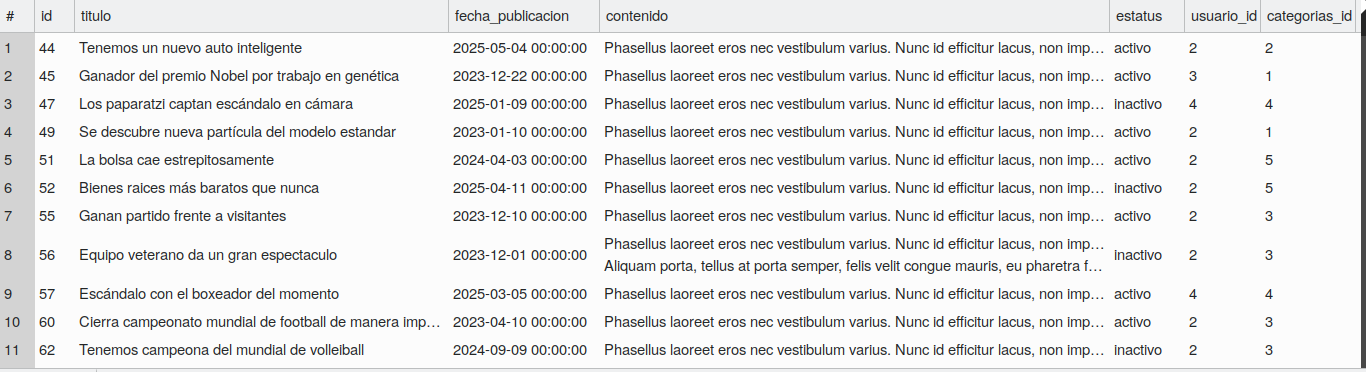 # id titulo fecha_publicacion contenido estatus usuario_id categorias_id
1 44 Tenemos un nuevo auto inteligente 2025-05-04 00:00:00 Phasellus laoreet eros nec vestibulum varius. Nunc id efficitur lacus, non imp… activo 2 2
2 45 Ganador del premio Nobel por trabajo en genética 2023-12-22 00:00:00 Phasellus laoreet eros nec vestibulum varius. Nunc id efficitur lacus, non imp… activo 3 1
3 47 Los paparatzi captan escándalo en cámara 2025-01-09 00:00:00 Phasellus laoreet eros nec vestibulum varius. Nunc id efficitur lacus, non imp… inactivo 4 4
4 49 Se descubre nueva partícula del modelo estandar 2023-01-10 00:00:00 Phasellus laoreet eros nec vestibulum varius. Nunc id efficitur lacus, non imp… activo 2 1
5 51 La bolsa cae estrepitosamente 2024-04-03 00:00:00 Phasellus laoreet eros nec vestibulum varius. Nunc id efficitur lacus, non imp… activo 2 5
6 52 Bienes raices más baratos que nunca 2025-04-11 00:00:00 Phasellus laoreet eros nec vestibulum varius. Nunc id efficitur lacus, non imp… inactivo 2 5
7 55 Ganan partido frente a visitantes 2023-12-10 00:00:00 Phasellus laoreet eros nec vestibulum varius. Nunc id efficitur lacus, non imp… activo 2 3
8 56 Equipo veterano da un gran espectaculo 2023-12-01 00:00:00 Phasellus laoreet eros nec vestibulum varius. Nunc id efficitur lacus, non imp… inactivo 2 3
Aliquam porta, tellus at porta semper, felis velit congue mauris, eu pharetra f…
9 57 Escándalo con el boxeador del momento 2025-03-05 00:00:00 Phasellus laoreet eros nec vestibulum varius. Nunc id efficitur lacus, non imp… activo 4 4
10 60 Cierra campeonato mundial de football de manera imp… 2023-04-10 00:00:00 Phasellus laoreet eros nec vestibulum varius. Nunc id efficitur lacus, non imp… activo 2 3
11 62 Tenemos campeona del mundial de volleiball 2024-09-09 00:00:00 Phasellus laoreet eros nec vestibulum varius. Nunc id efficitur lacus, non imp… inactivo 2 3